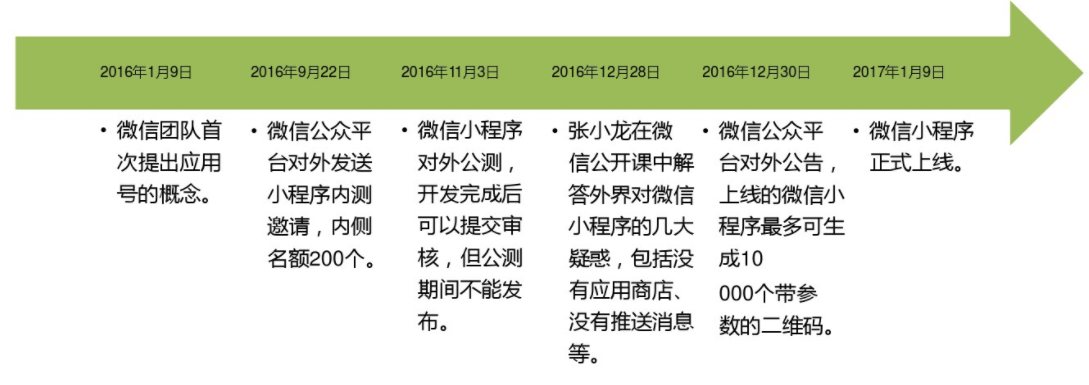 2016年1月9日
2016年9月22日
2016年11月3日
2016年12月28日
2016年12月30日
2017年1月9日
• 微信团队首
次提出应用
号的概念。
• 微信公众平
台对外发送
小程序内测
邀请，内侧
名额200个。
• 微信小程序
对外公测，
开发完成后
可以提交审
核，但公测
期间不能发
布。
• 张小龙在微
信公开课中解
答外界对微信
小程序的几大
疑惑，包括没
有应用商店、
没有推送消息
等。
• 微信公众平
台对外公告，
上线的微信小
程序最多可生
成10
000个带参
数的二维码。
• 微信小程序
正式上线。